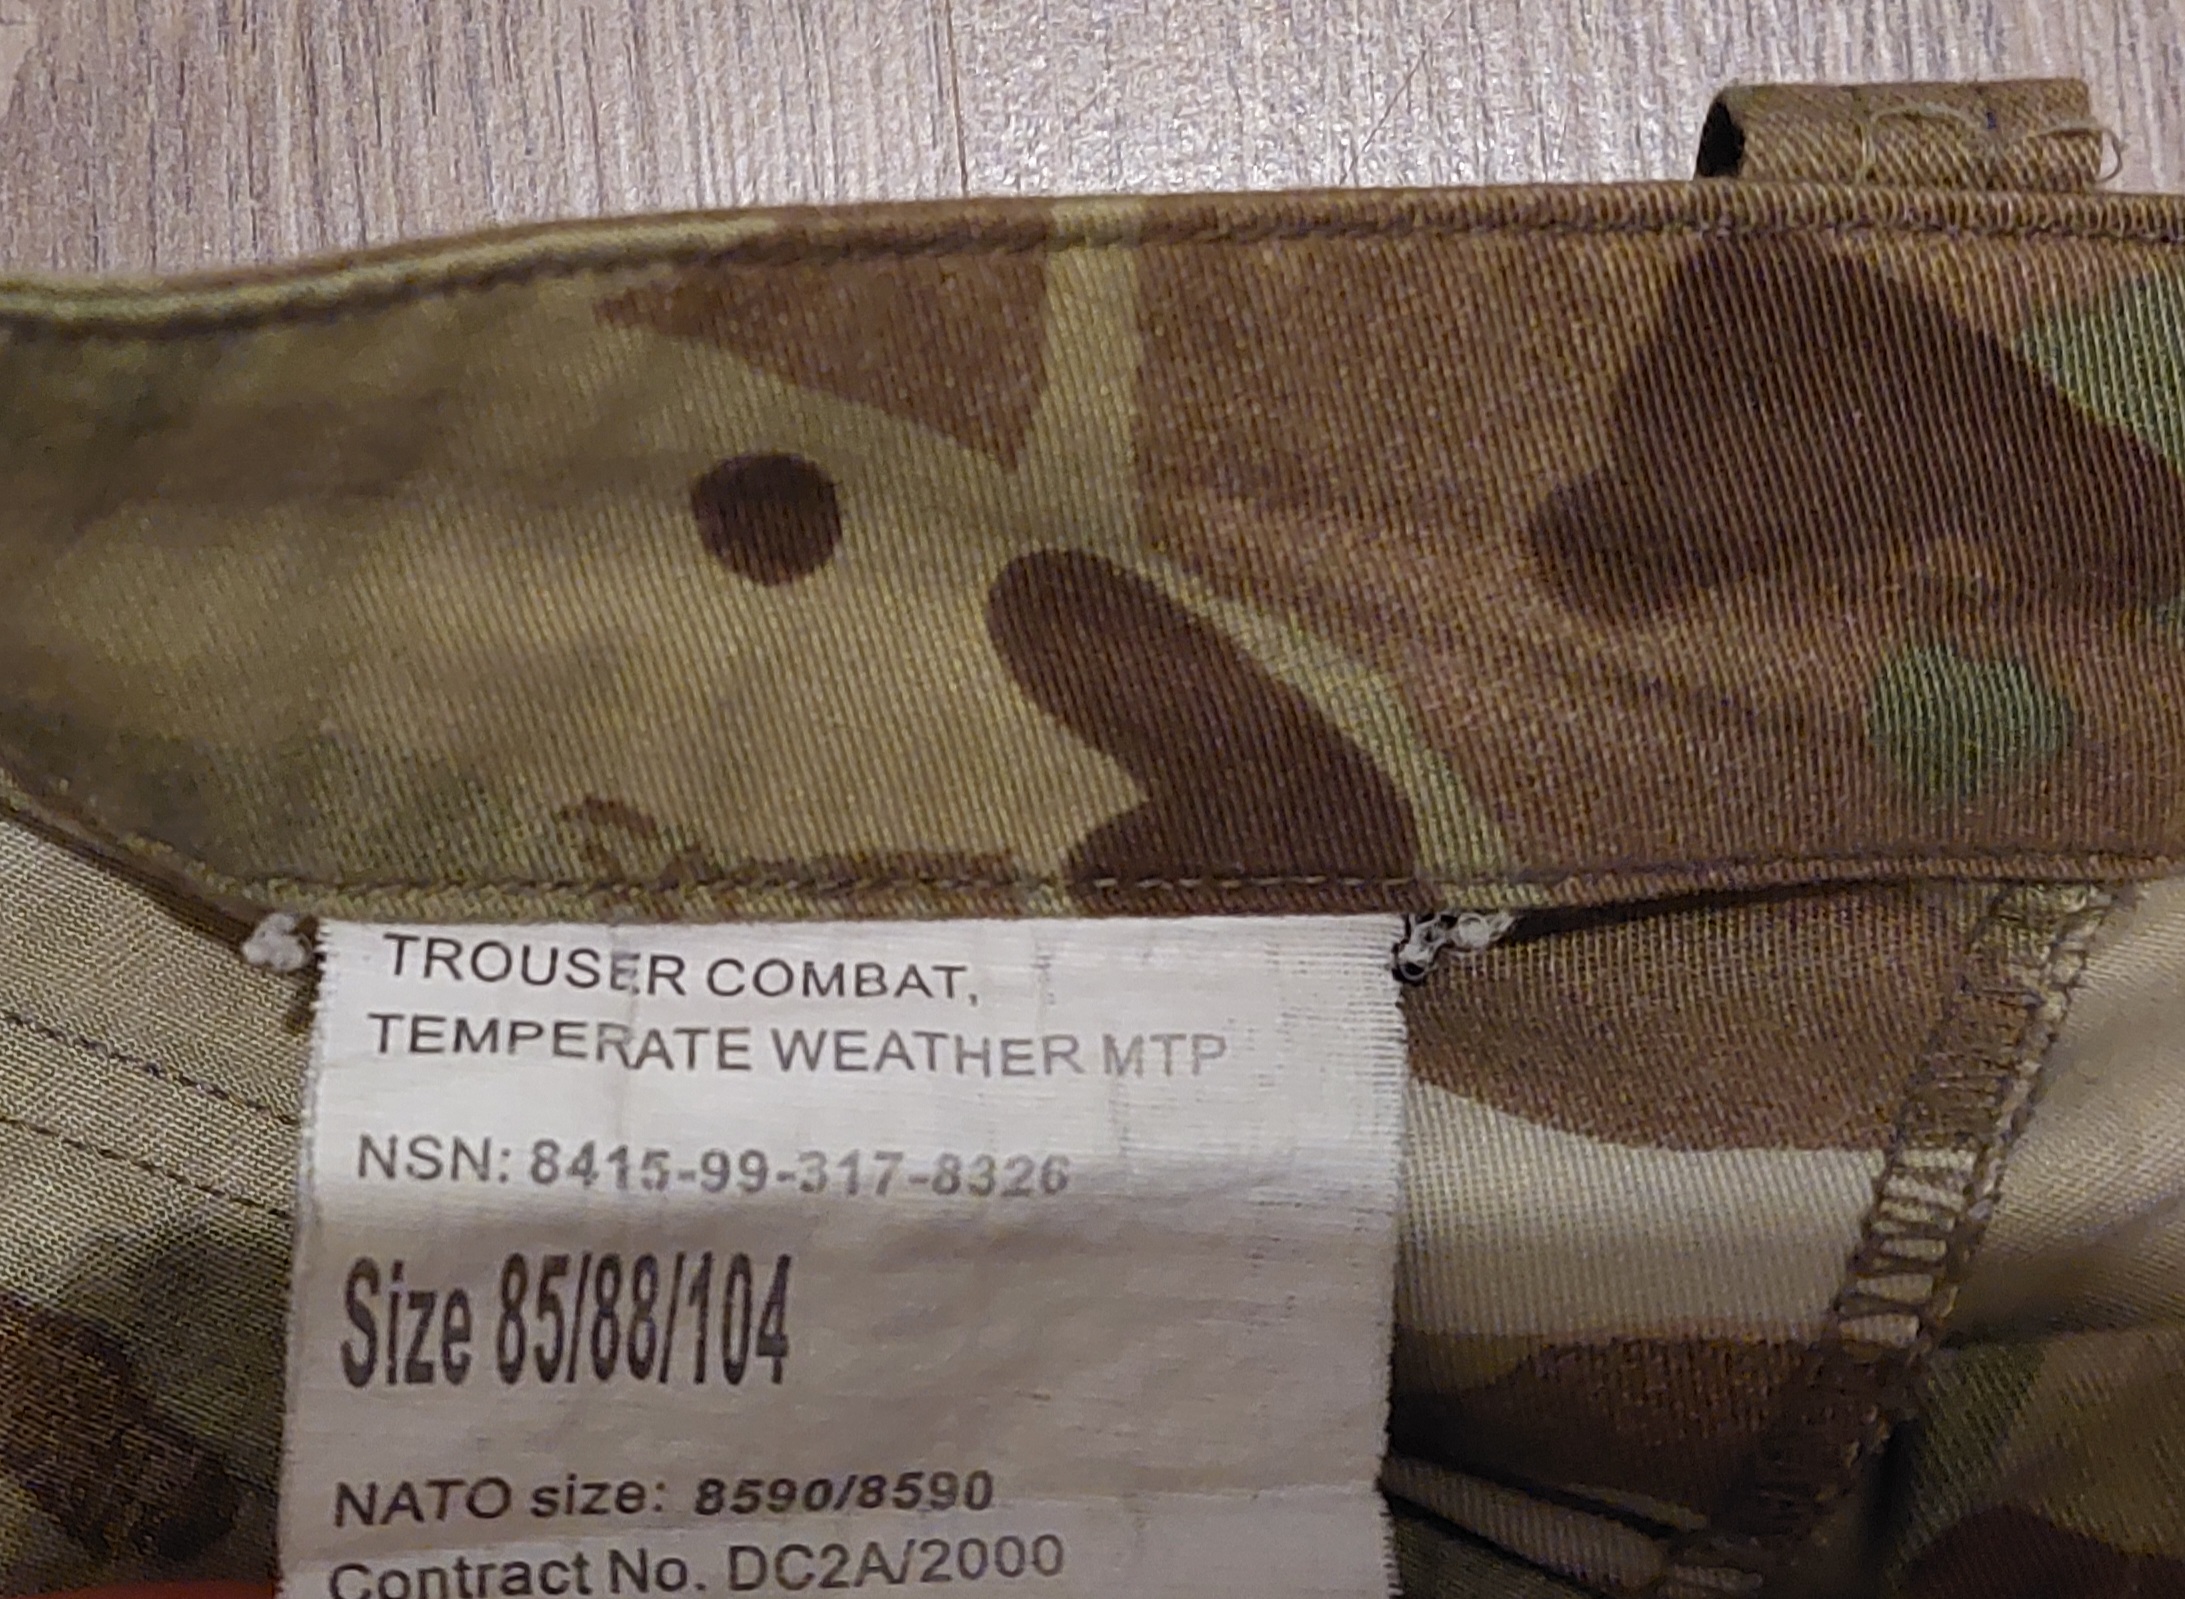 TROUSER COMBAT,
TEMPERATE WEATHER MTP
NSN: 8415-99-317-8326
Size 85/88/104
NATO size: 8590/8590
Contract No. DC2A/2000